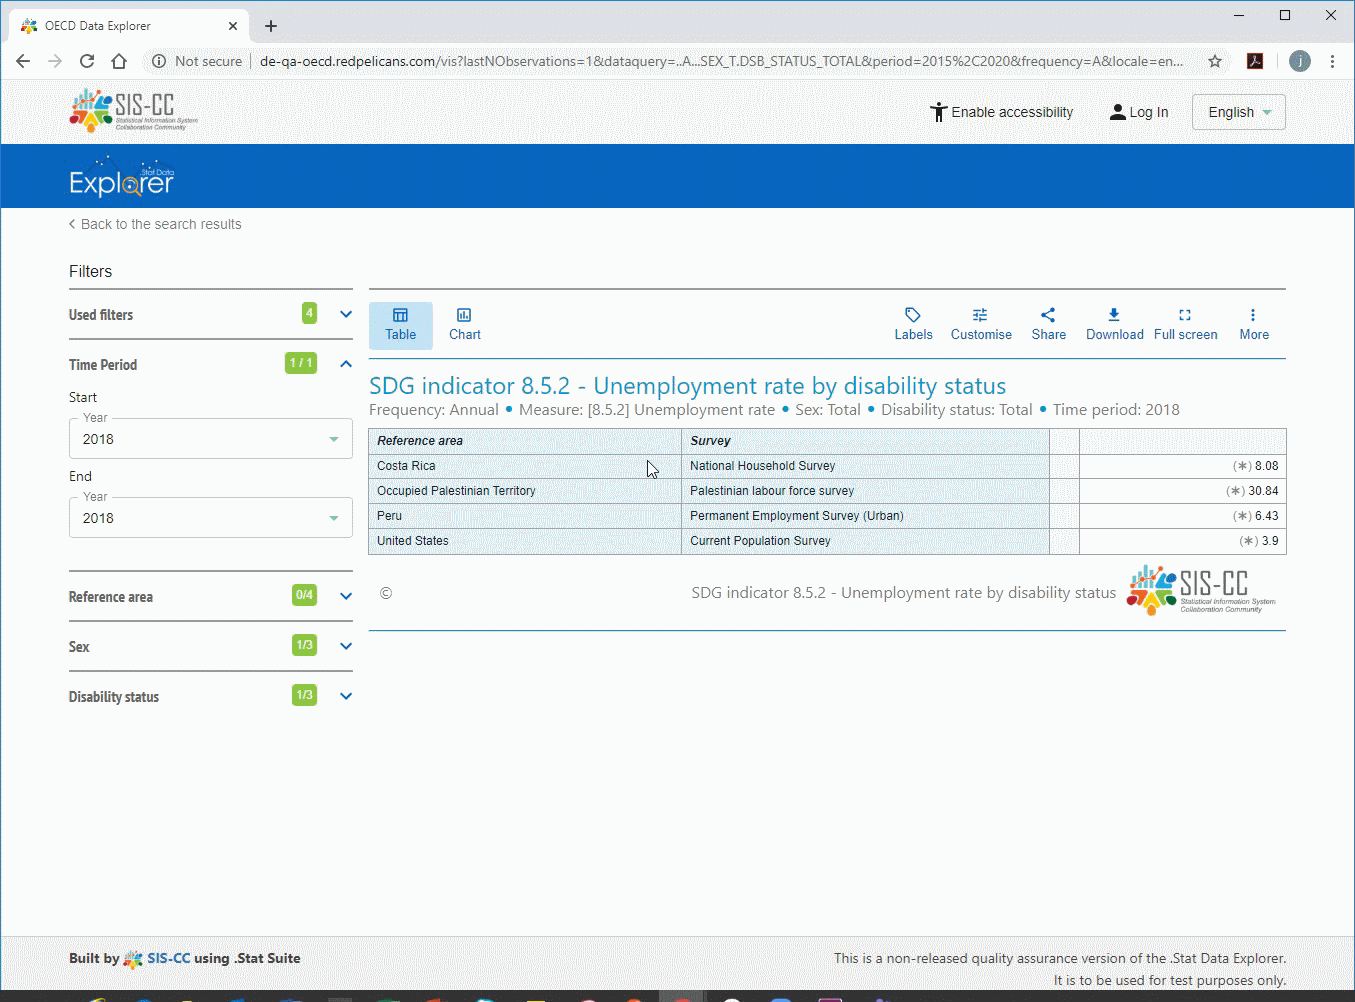 OECD Data Explorer
Not secure
de-qa-oecd.redpelicans.com/vis?lastNObservations=1&dataquery=..A...SEX_T.DSB_STATUS_TOTAL&period=2015%2C2020&frequency=A&locale=en...
j
SIS-CC
Statistical Information System
Collaboration Community
Enable accessibility
Log In
English
.Stat Data
Explorer
Back to the search results
Filters
Used filters
4
Time Period
1 / 1
Start
Year
2018
End
Year
2018
Reference area
0/4
Sex
1/3
Disability status
1/3
Table
Chart
Labels
Customise
Share
Download
Full screen
More
SDG indicator 8.5.2 - Unemployment rate by disability status
Frequency: Annual • Measure: [8.5.2] Unemployment rate • Sex: Total • Disability status: Total • Time period: 2018
Reference area Survey
Costa Rica National Household Survey (∗) 8.08
Occupied Palestinian Territory Palestinian labour force survey (∗) 30.84
Peru Permanent Employment Survey (Urban) (∗) 6.43
United States Current Population Survey (∗) 3.9
© SDG indicator 8.5.2 - Unemployment rate by disability status
SIS-CC
Statistical Information System
Collaboration Community
Built by SIS-CC using .Stat Suite
This is a non-released quality assurance version of the .Stat Data Explorer.
It is to be used for test purposes only.